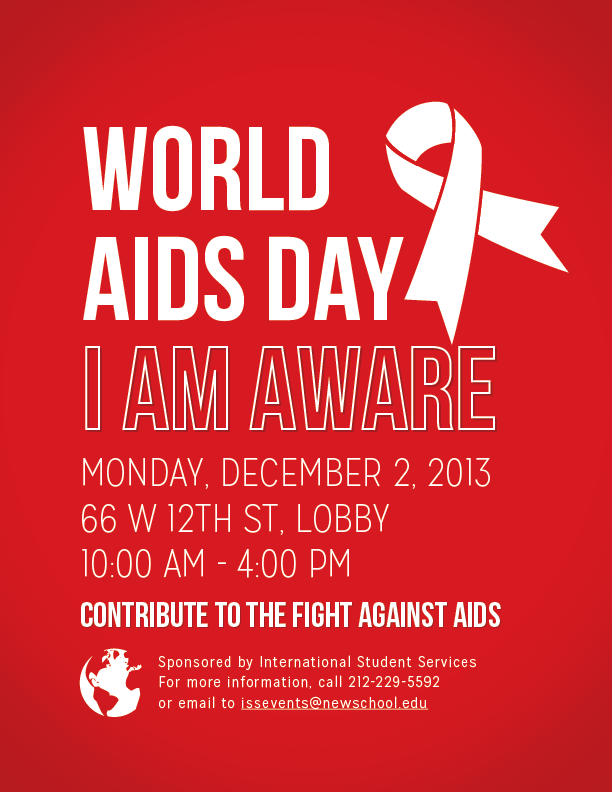 WORLD
AIDS DAY
I AM AWARE
MONDAY, DECEMBER 2, 2013
66 W 12TH ST, LOBBY
10:00 AM - 4:00 PM
CONTRIBUTE TO THE FIGHT AGAINST AIDS
Sponsored by International Student Services
For more information, call 212-229-5592
or email to issevents@newschool.edu